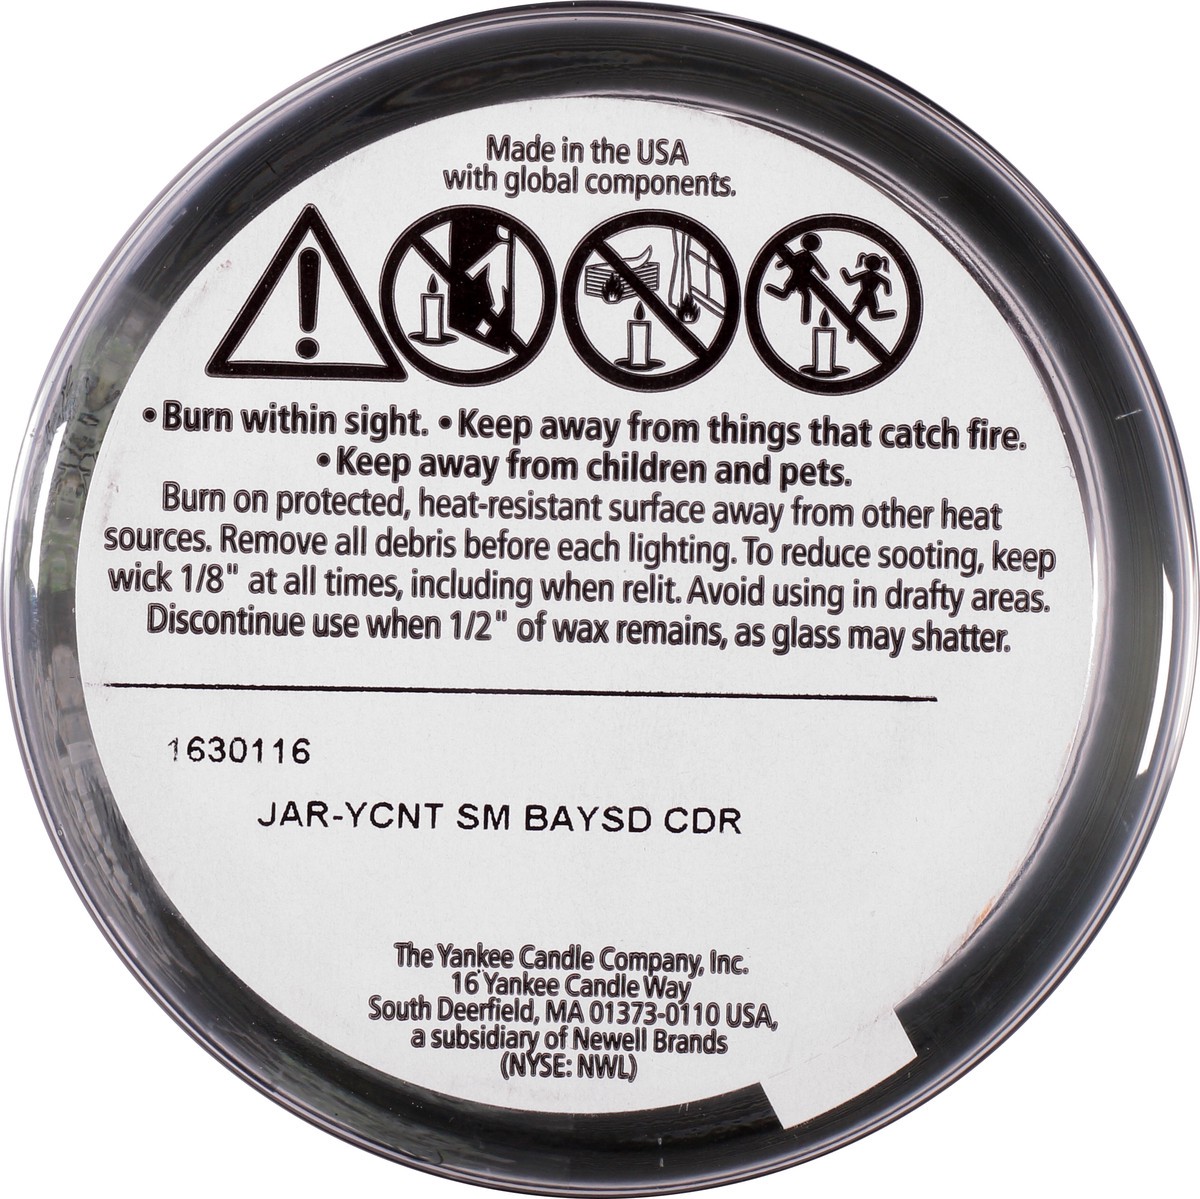 Made in the USA
with global components.
• Burn within sight. • Keep away from things that catch fire.
• Keep away from children and pets.
Burn on protected, heat-resistant surface away from other heat
sources. Remove all debris before each lighting. To reduce sooting, keep
wick 1/8" at all times, including when relit. Avoid using in drafty areas.
Discontinue use when 1/2" of wax remains, as glass may shatter.
1630116
JAR-YCNT SM BAYSD CDR
The Yankee Candle Company, Inc.
16 Yankee Candle Way
South Deerfield, MA 01373-0110 USA,
a subsidiary of Newell Brands
(NYSE: NWL)